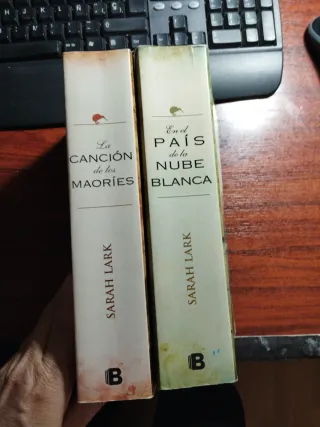 La
CANCIÓN
de los
MAORÍES
SARAH LARK
B
En el
PAÍS
de la
NUBE
BLANCA
SARAH LARK
B